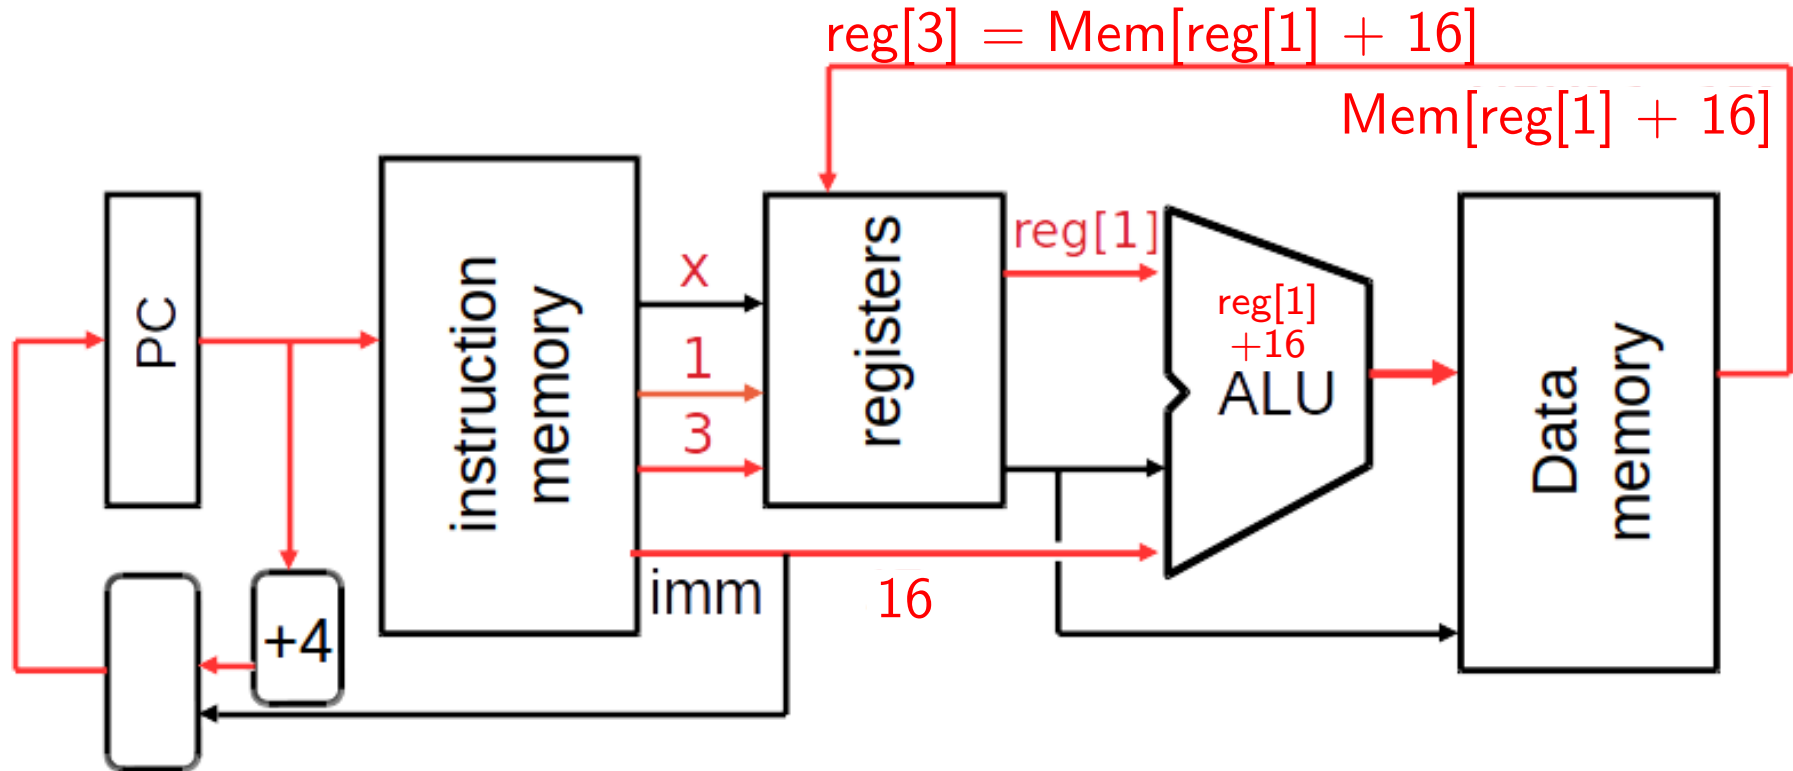 reg[3] = Mem[reg[1] + 16]
Mem[reg[1] + 16]
PC
instruction
memory
x
1
3
registers
reg[1]
reg[1]
+16
ALU
Data
memory
imm
16
+4